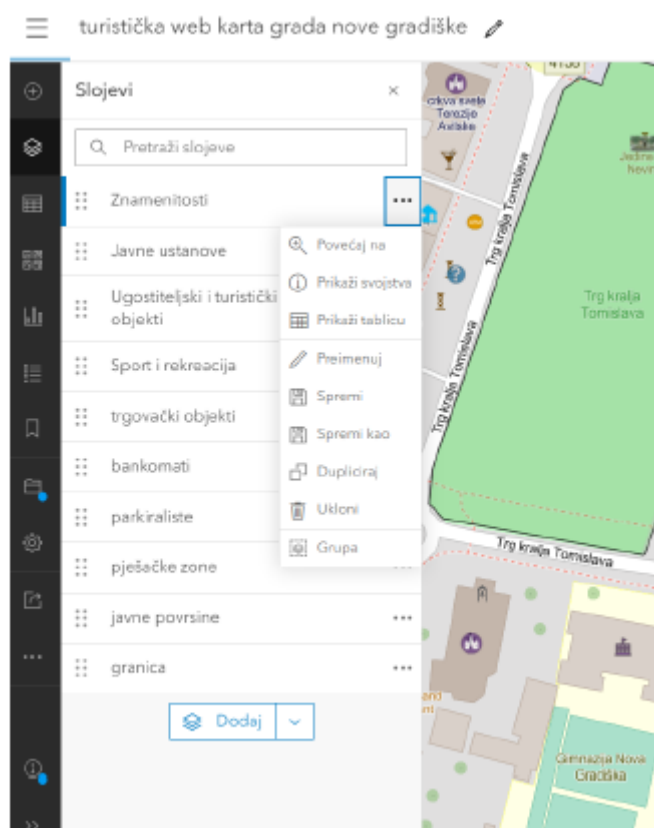 turistička web karta grada nove gradiške
Slojevi
Pretraži slojeve
Znamenitosti
Javne ustanove
Ugostiteljski i turistički
objekti
Sport i rekreacija
trgovački objekti
bankomati
parkiraliste
pješačke zone
javne povrsine
granica
Dodaj
Povećaj na
Prikaži svojstva
Prikaži tablicu
Preimenuj
Spremi
Spremi kao
Dupliciraj
Ukloni
Grupa
crkva svete
Terezije
Avilske
Trg kralja Tomislava
Trg kralja
Tomislava
Trg kralja Tomislava
Trg kralja Tomislava
Gimnazija Nova
Gradiška